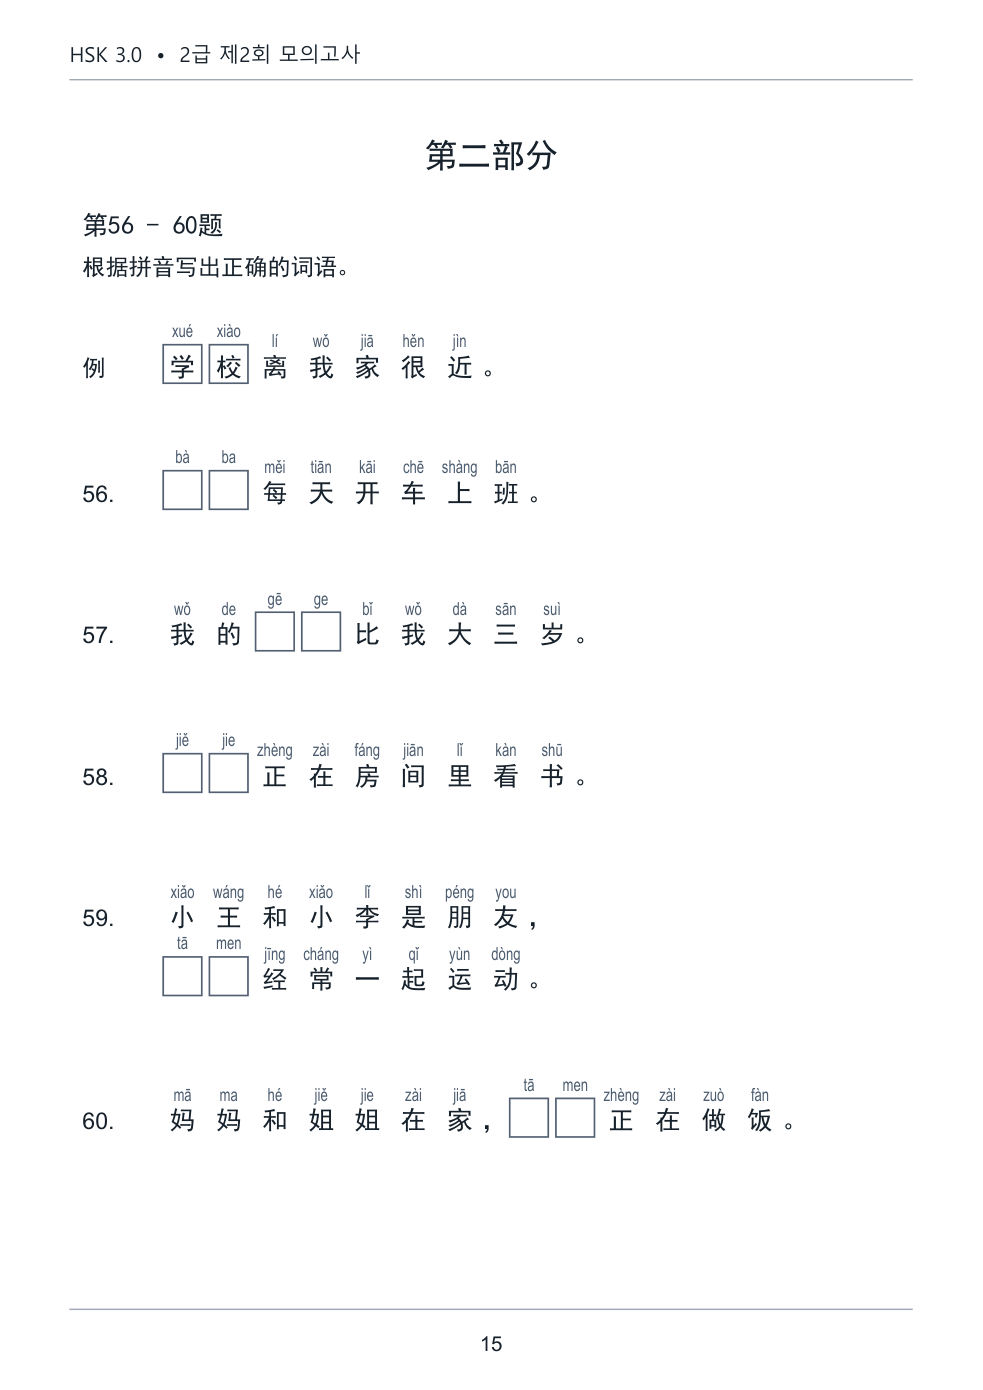 HSK 3.0 • 2급 제2회 모의고사
第二部分
第56 － 60题
根据拼音写出正确的词语。
xué xiào lí wǒ jiā hěn jìn
例 学 校 离 我 家 很 近 。
bà ba měi tiān kāi chē shàng bān
56. 每 天 开 车 上 班 。
wǒ de gē ge bǐ wǒ dà sān suì
57. 我 的 比 我 大 三 岁 。
jiě jie zhèng zài fáng jiān lǐ kàn shū
58. 正 在 房 间 里 看 书 。
xiǎo wáng hé xiǎo lǐ shì péng you
59. 小 王 和 小 李 是 朋 友 ，
tā men jīng cháng yì qǐ yùn dòng
经 常 一 起 运 动 。
mā ma hé jiě jie zài jiā tā men zhèng zài zuò fàn
60. 妈 妈 和 姐 姐 在 家 ， 正 在 做 饭 。
15